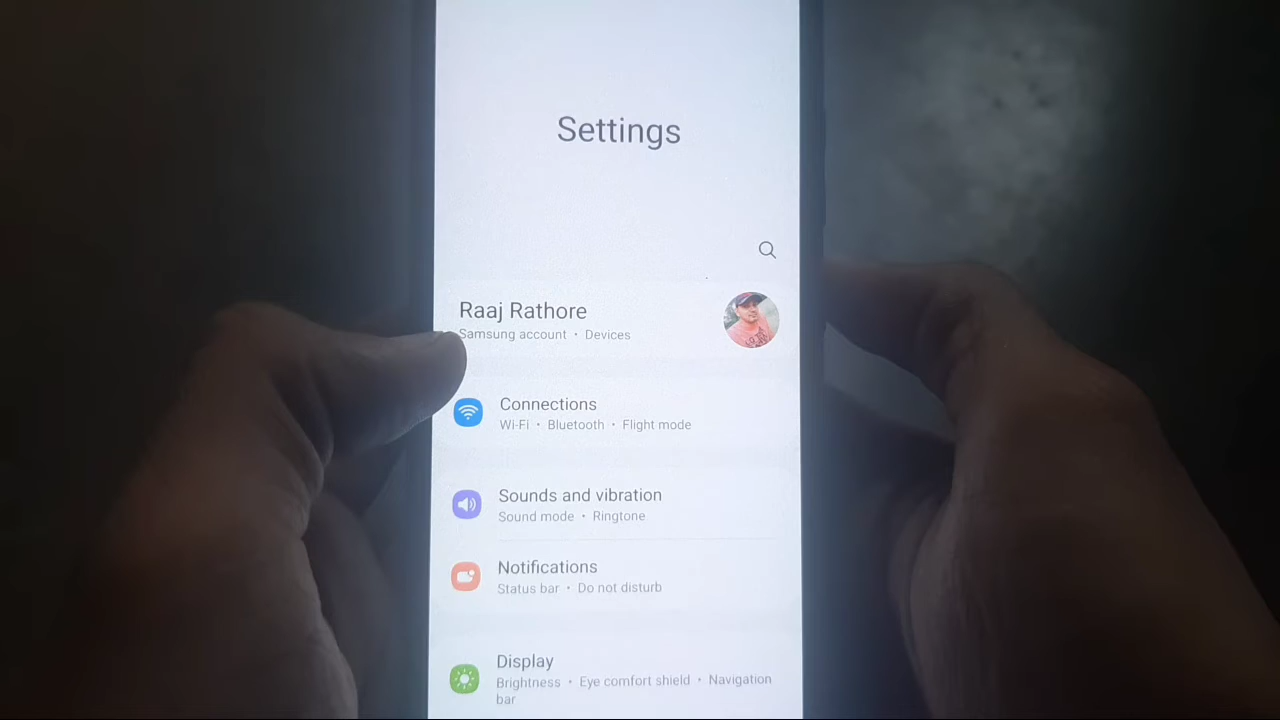 Settings
Raaj Rathore
Samsung account • Devices
Connections
Wi-Fi • Bluetooth • Flight mode
Sounds and vibration
Sound mode • Ringtone
Notifications
Status bar • Do not disturb
Display
Brightness • Eye comfort shield • Navigation
bar